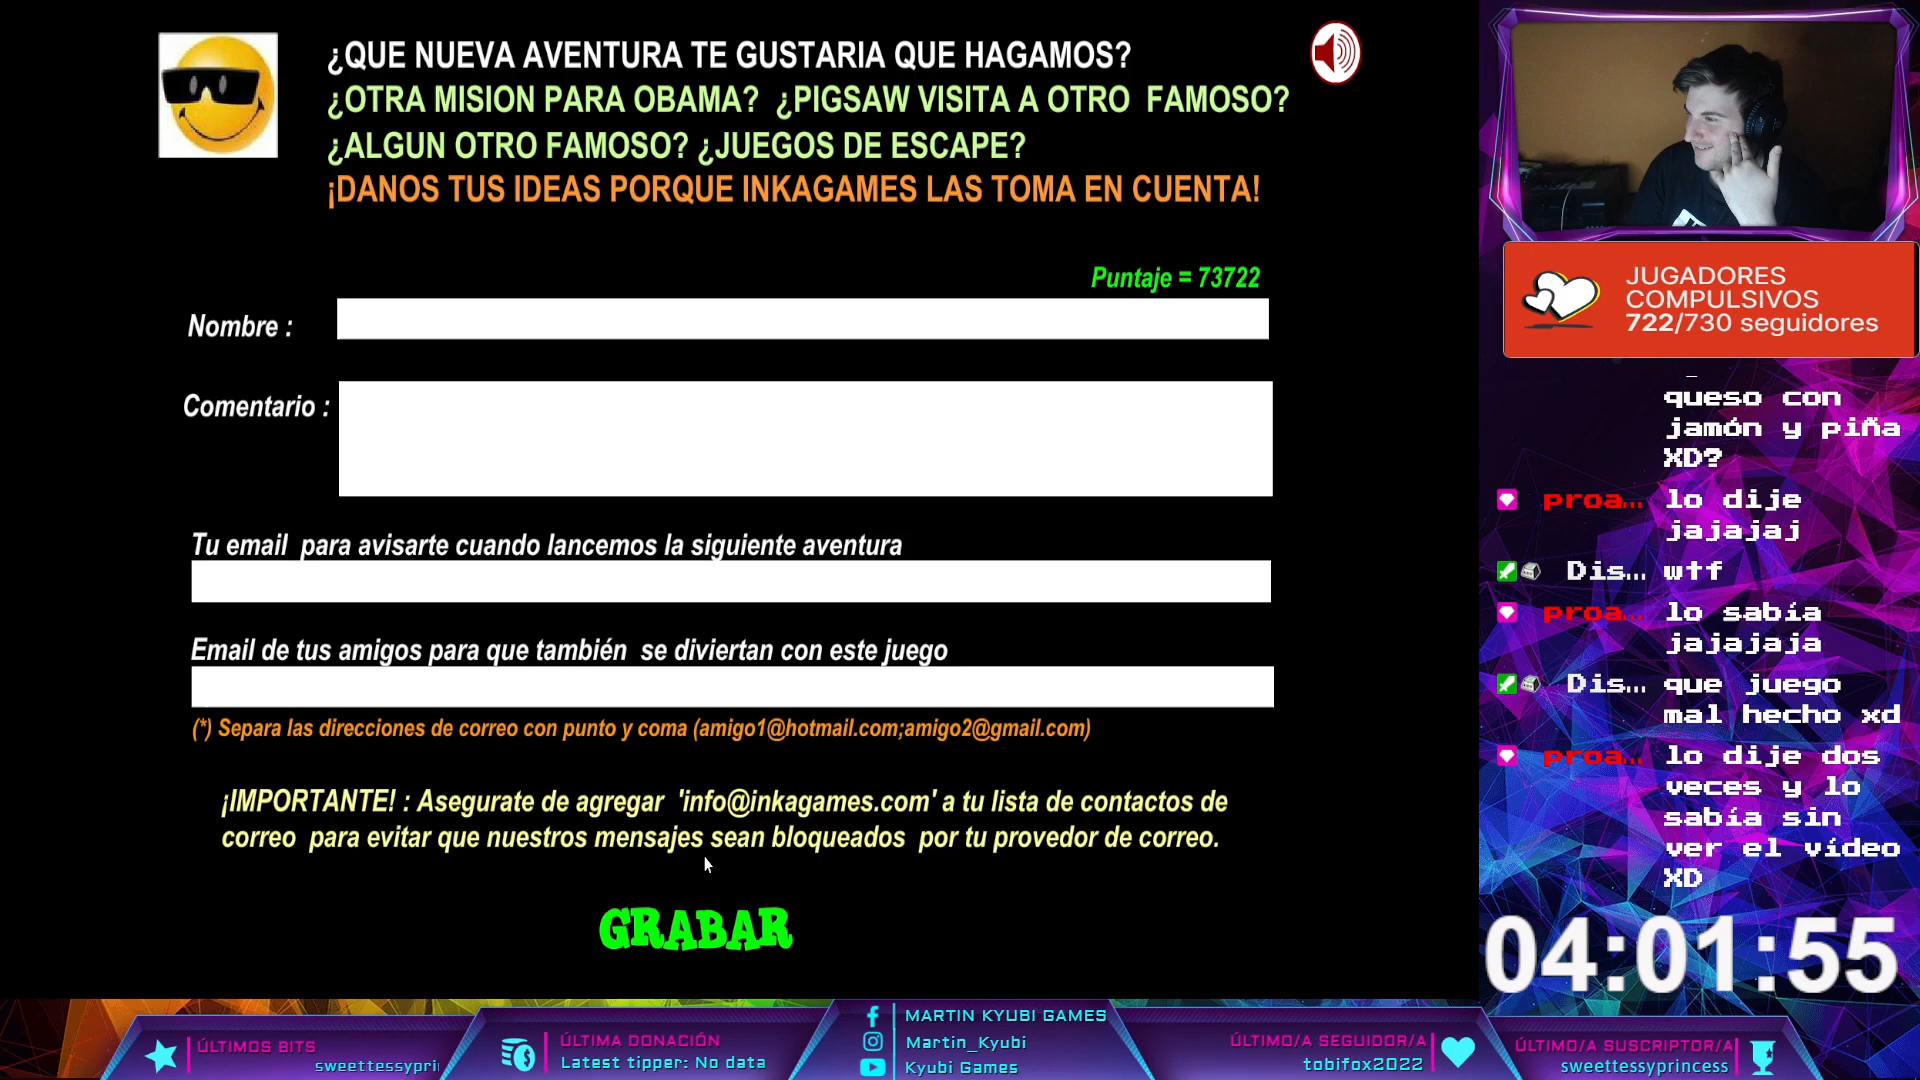 ¿QUE NUEVA AVENTURA TE GUSTARIA QUE HAGAMOS?
¿OTRA MISION PARA OBAMA? ¿PIGSAW VISITA A OTRO FAMOSO?
¿ALGUN OTRO FAMOSO? ¿JUEGOS DE ESCAPE?
¡DANOS TUS IDEAS PORQUE INKAGAMES LAS TOMA EN CUENTA!
Puntaje = 73722
Nombre :
Comentario :
Tu email para avisarte cuando lancemos la siguiente aventura
Email de tus amigos para que también se diviertan con este juego
(*) Separa las direcciones de correo con punto y coma (amigo1@hotmail.com;amigo2@gmail.com)
¡IMPORTANTE! : Asegurate de agregar 'info@inkagames.com' a tu lista de contactos de
correo para evitar que nuestros mensajes sean bloqueados por tu provedor de correo.
GRABAR
JUGADORES
COMPULSIVOS
722/730 seguidores
queso con
jamón y piña
XD?
proa... lo dije
jajajaj
Dis... wtf
proa... lo sabía
jajajaja
Dis... que juego
mal hecho xd
proa... lo dije dos
veces y lo
sabía sin
ver el vídeo
XD
04:01:55
ÚLTIMOS BITS
sweettessypri
ÚLTIMA DONACIÓN
Latest tipper: No data
MARTIN KYUBI GAMES
Martin_Kyubi
Kyubi Games
ÚLTIMO/A SEGUIDOR/A
tobifox2022
ÚLTIMO/A SUSCRIPTOR/A
sweettessyprincess